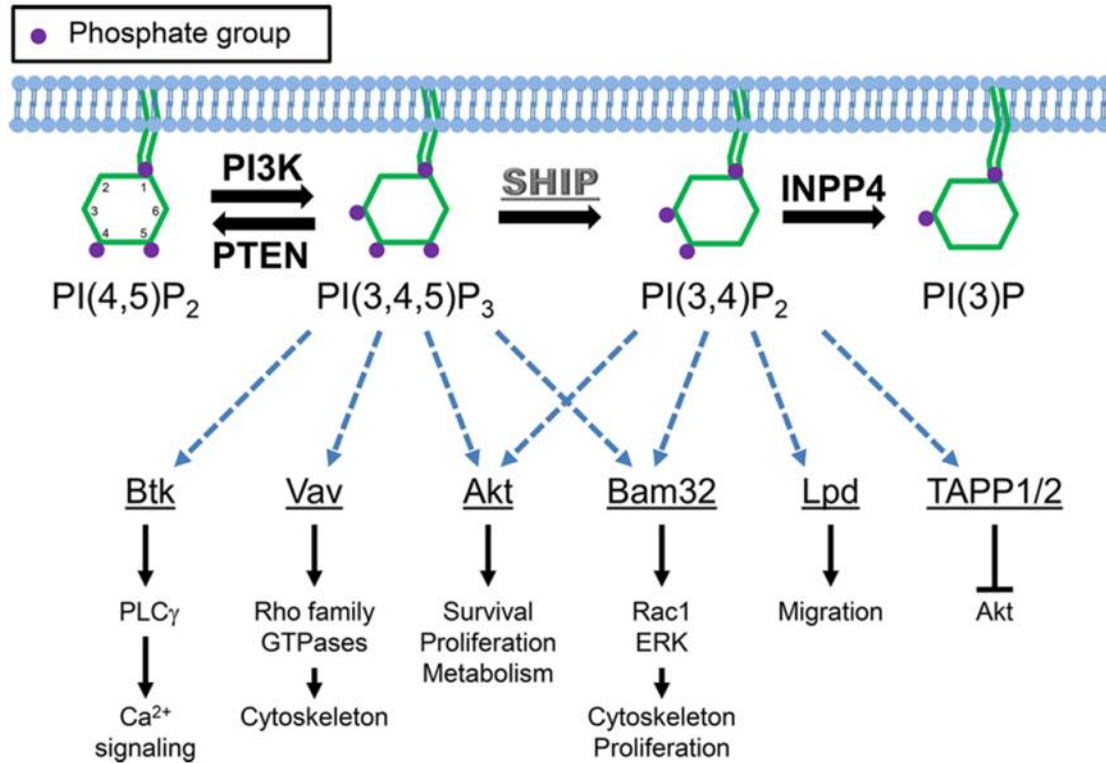 Phosphate group
PI3K
PTEN
SHIP
INPP4
1
2
3
4
5
6
PI(4,5)P₂
PI(3,4,5)P₃
PI(3,4)P₂
PI(3)P
Btk
Vav
Akt
Bam32
Lpd
TAPP1/2
PLCγ
Rho family
GTPases
Survival
Proliferation
Metabolism
Rac1
ERK
Migration
Akt
Ca²⁺
signaling
Cytoskeleton
Cytoskeleton
Proliferation